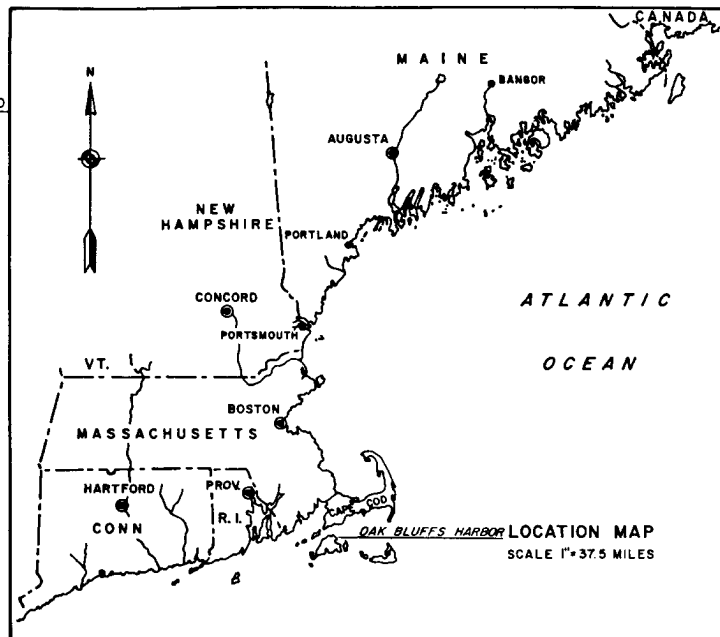 CANADA
MAINE
N
BANGOR
AUGUSTA
NEW
HAMPSHIRE
PORTLAND
CONCORD
ATLANTIC
PORTSMOUTH
OCEAN
VT.
BOSTON
MASSACHUSETTS
HARTFORD
PROV.
CAPE COD
R.I.
CONN
OAK BLUFFS HARBOR
LOCATION MAP
SCALE 1"=37.5 MILES